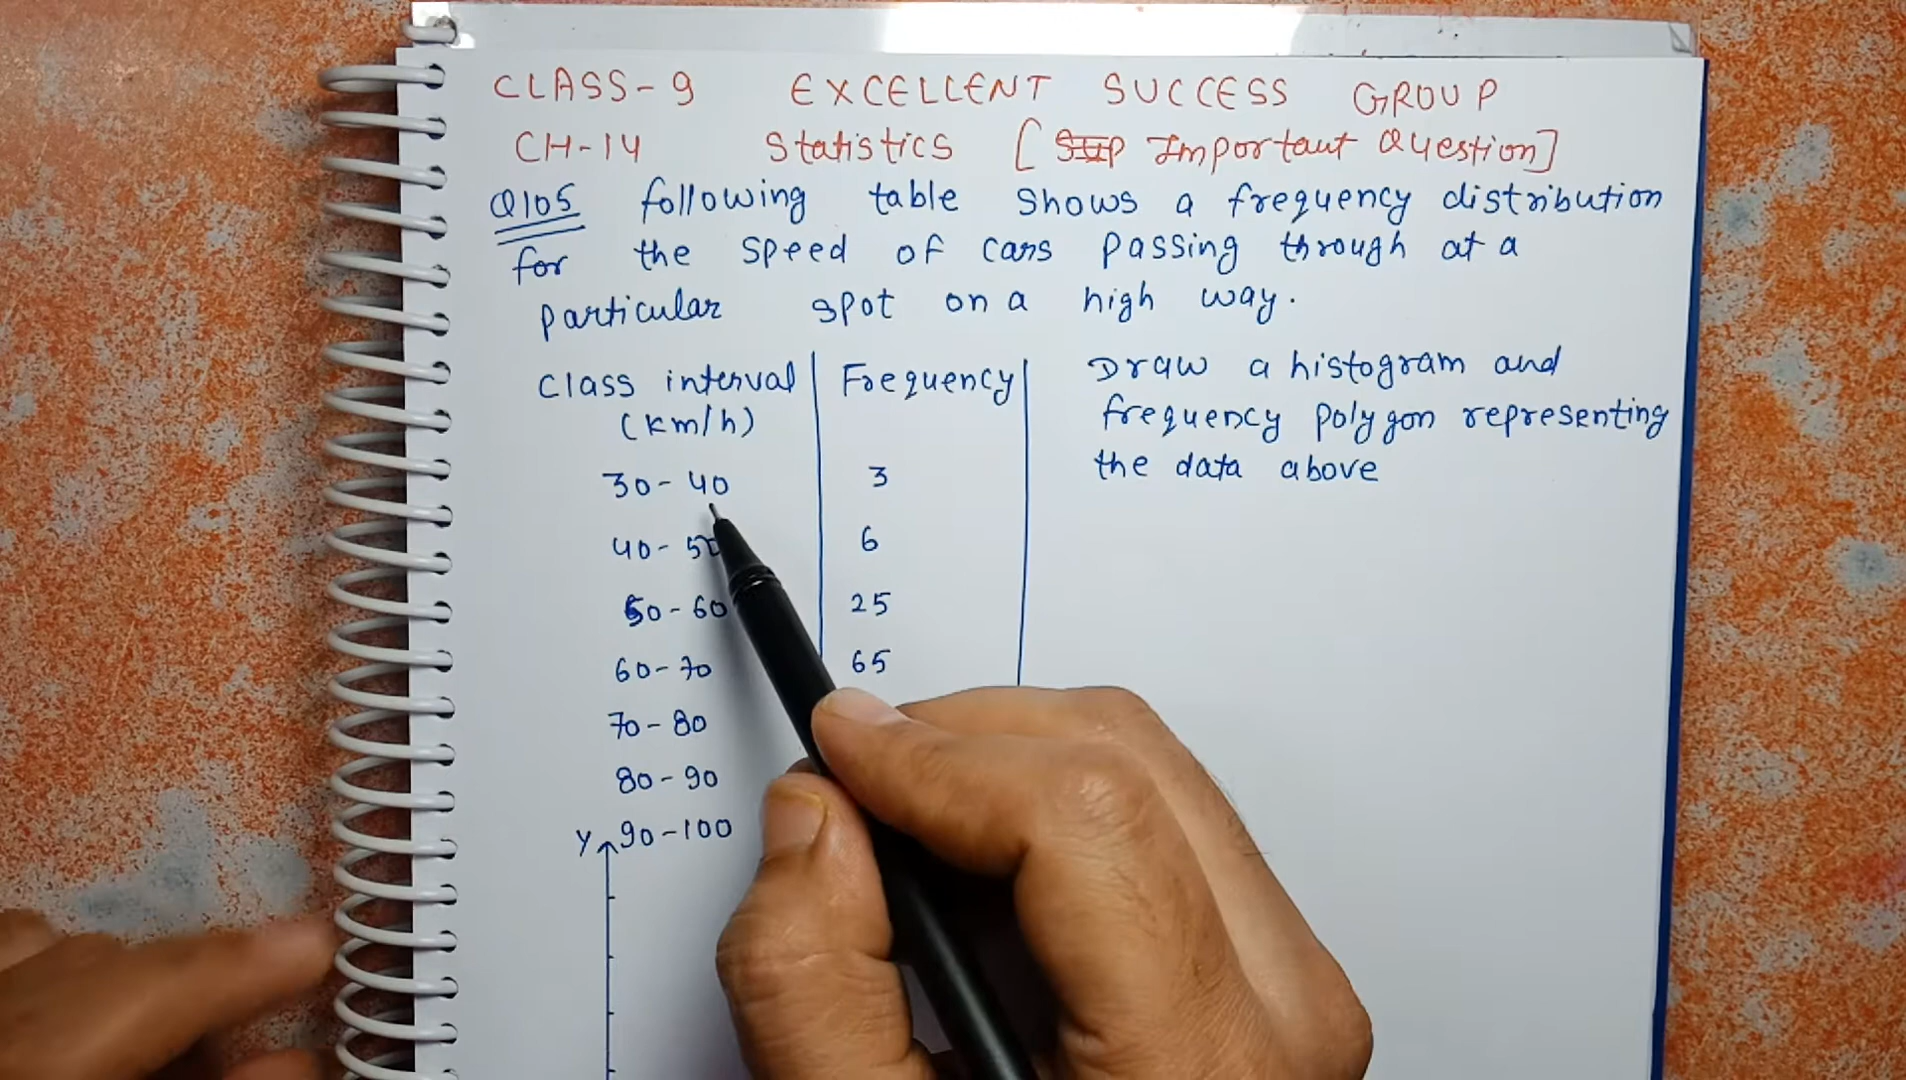 CLASS-9 EXCELLENT SUCCESS GROUP
CH-14 Statistics [ Important Question]
Q105 following table shows a frequency distribution
for the speed of cars passing through at a
particular spot on a high way.
Class interval Frequency
(km/h)
30-40 3
40-50 6
50-60 25
60-70 65
70-80
80-90
90-100
Y
Draw a histogram and
frequency polygon representing
the data above